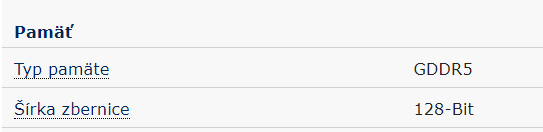 Pamäť
Typ pamäte GDDR5
Šírka zbernice 128-Bit